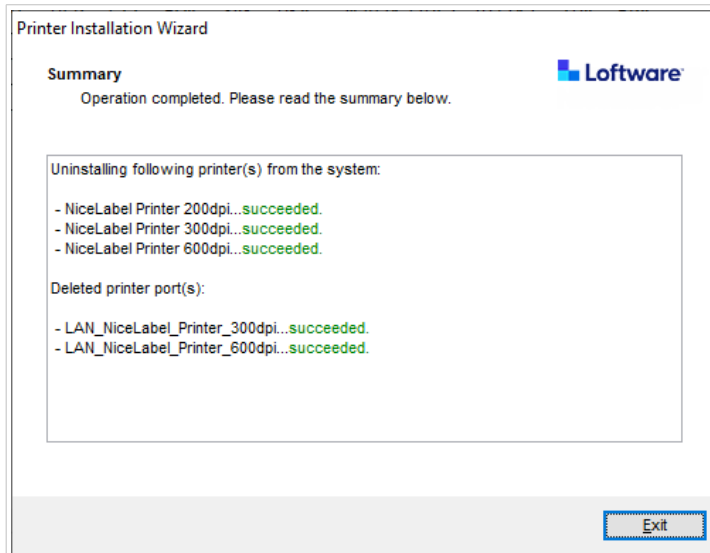 Printer Installation Wizard
Summary
Operation completed. Please read the summary below.
Loftware
Uninstalling following printer(s) from the system:
- NiceLabel Printer 200dpi...succeeded.
- NiceLabel Printer 300dpi...succeeded.
- NiceLabel Printer 600dpi...succeeded.
Deleted printer port(s):
- LAN_NiceLabel_Printer_300dpi...succeeded.
- LAN_NiceLabel_Printer_600dpi...succeeded.
Exit